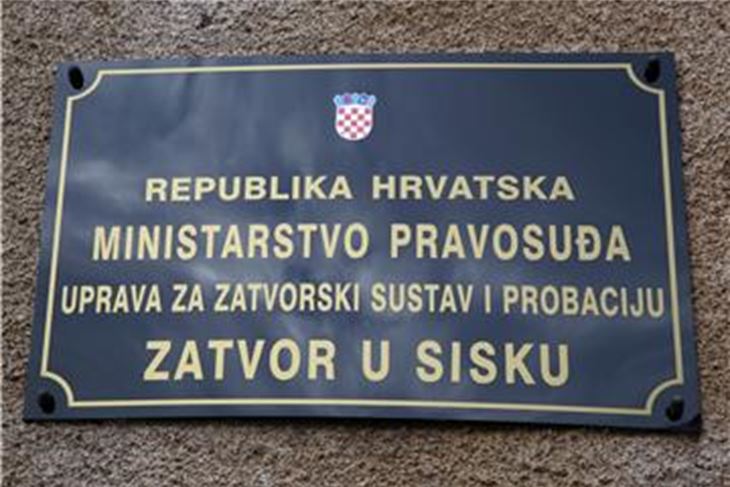 REPUBLIKA HRVATSKA
MINISTARSTVO PRAVOSUĐA
UPRAVA ZA ZATVORSKI SUSTAV I PROBACIJU
ZATVOR U SISKU